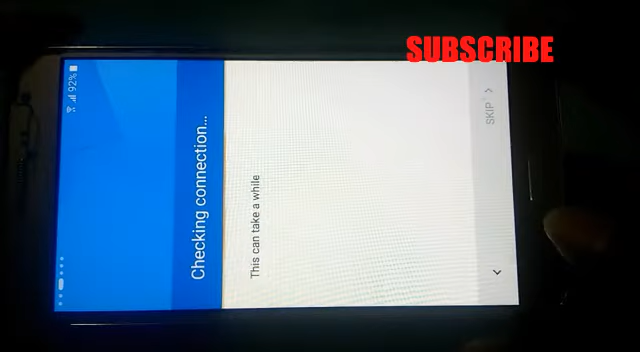 SUBSCRIBE
92%
Checking connection...
This can take a while
SKIP >